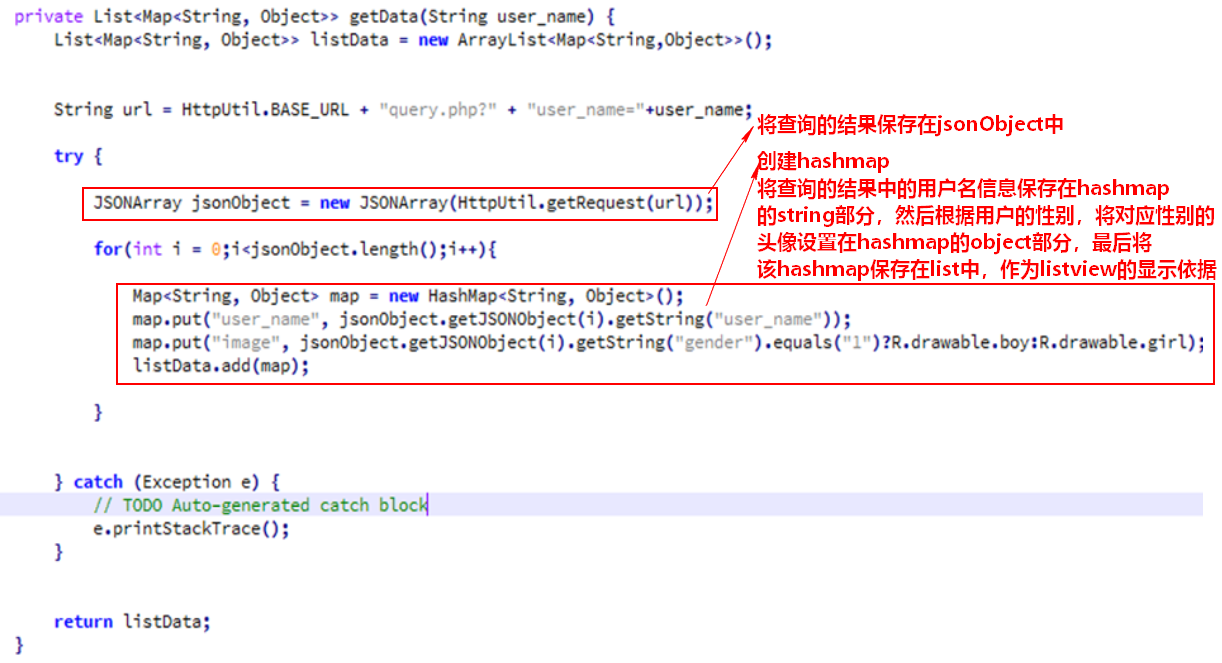 private List<Map<String, Object>> getData(String user_name) {
List<Map<String, Object>> listData = new ArrayList<Map<String,Object>>();
String url = HttpUtil.BASE_URL + "query.php?" + "user_name="+user_name;
将查询的结果保存在jsonObject中
try {
创建hashmap
将查询的结果中的用户名信息保存在hashmap
的string部分，然后根据用户的性别，将对应性别的
头像设置在hashmap的object部分，最后将
该hashmap保存在list中，作为listview的显示依据
JSONArray jsonObject = new JSONArray(HttpUtil.getRequest(url));
for(int i = 0;i<jsonObject.length();i++){
Map<String, Object> map = new HashMap<String, Object>();
map.put("user_name", jsonObject.getJSONObject(i).getString("user_name"));
map.put("image", jsonObject.getJSONObject(i).getString("gender").equals("1")?R.drawable.boy:R.drawable.girl);
listData.add(map);
}
} catch (Exception e) {
// TODO Auto-generated catch block
e.printStackTrace();
}
return listData;
}